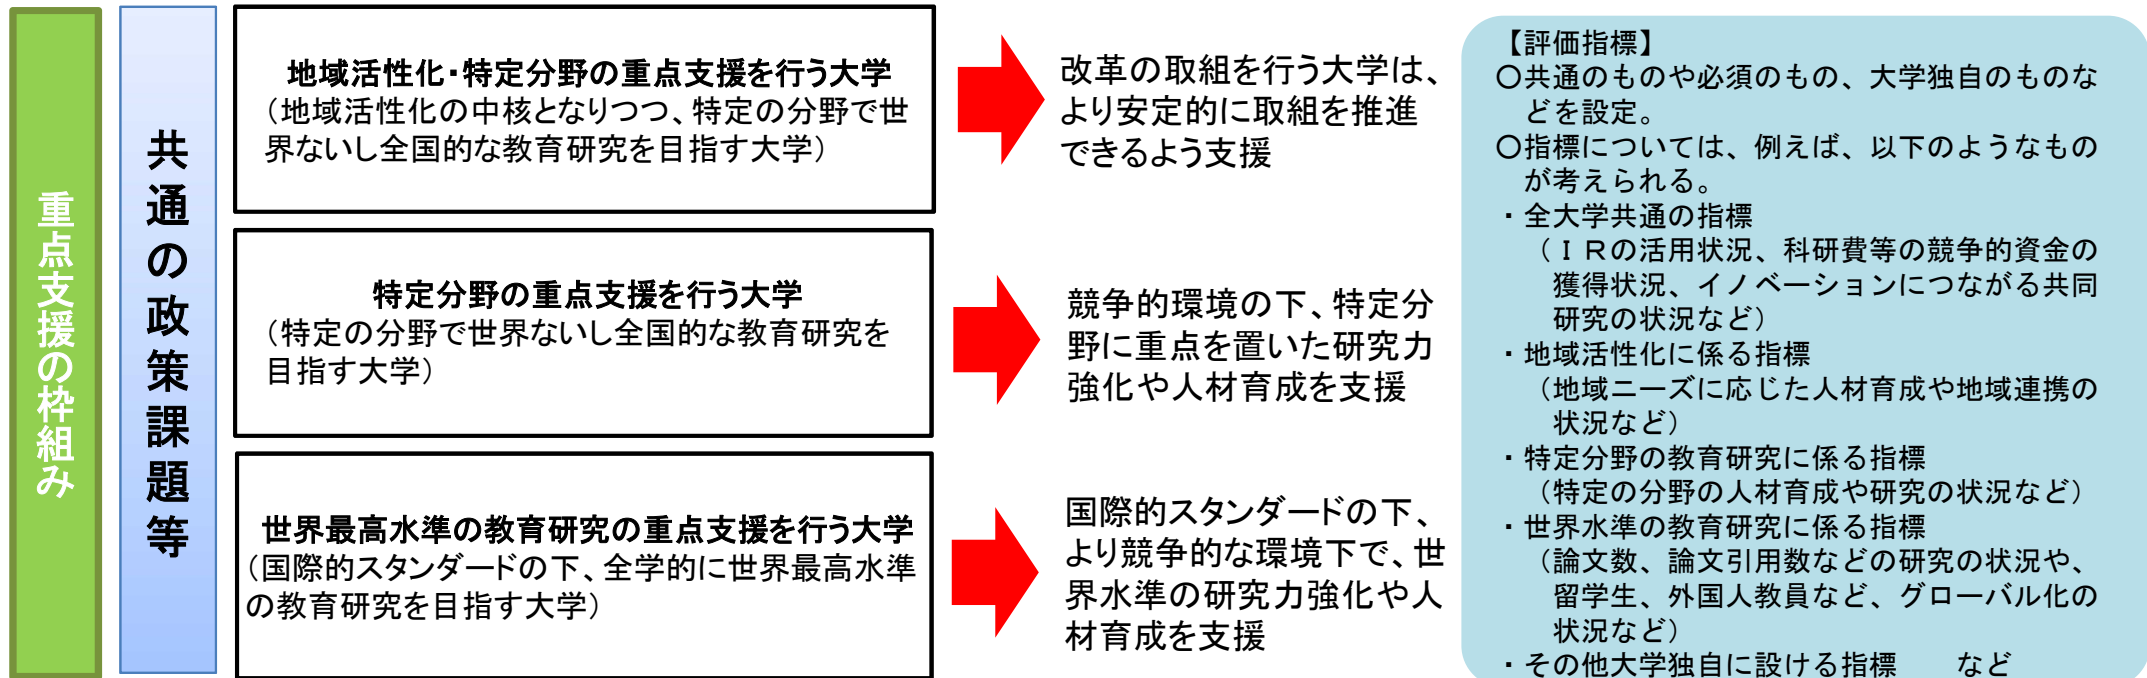 重点支援の枠組み
共通の政策課題等
地域活性化・特定分野の重点支援を行う大学
（地域活性化の中核となりつつ、特定の分野で世
界ないし全国的な教育研究を目指す大学）
改革の取組を行う大学は、
より安定的に取組を推進
できるよう支援
特定分野の重点支援を行う大学
（特定の分野で世界ないし全国的な教育研究を
目指す大学）
競争的環境の下、特定分
野に重点を置いた研究力
強化や人材育成を支援
世界最高水準の教育研究の重点支援を行う大学
（国際的スタンダードの下、全学的に世界最高水準
の教育研究を目指す大学）
国際的スタンダードの下、
より競争的な環境下で、世
界水準の研究力強化や人
材育成を支援
【評価指標】
○共通のものや必須のもの、大学独自のものな
どを設定。
○指標については、例えば、以下のようなもの
が考えられる。
・全大学共通の指標
（ＩＲの活用状況、科研費等の競争的資金の
獲得状況、イノベーションにつながる共同
研究の状況など）
・地域活性化に係る指標
（地域ニーズに応じた人材育成や地域連携の
状況など）
・特定分野の教育研究に係る指標
（特定の分野の人材育成や研究の状況など）
・世界水準の教育研究に係る指標
（論文数、論文引用数などの研究の状況や、
留学生、外国人教員など、グローバル化の
状況など）
・その他大学独自に設ける指標　　など